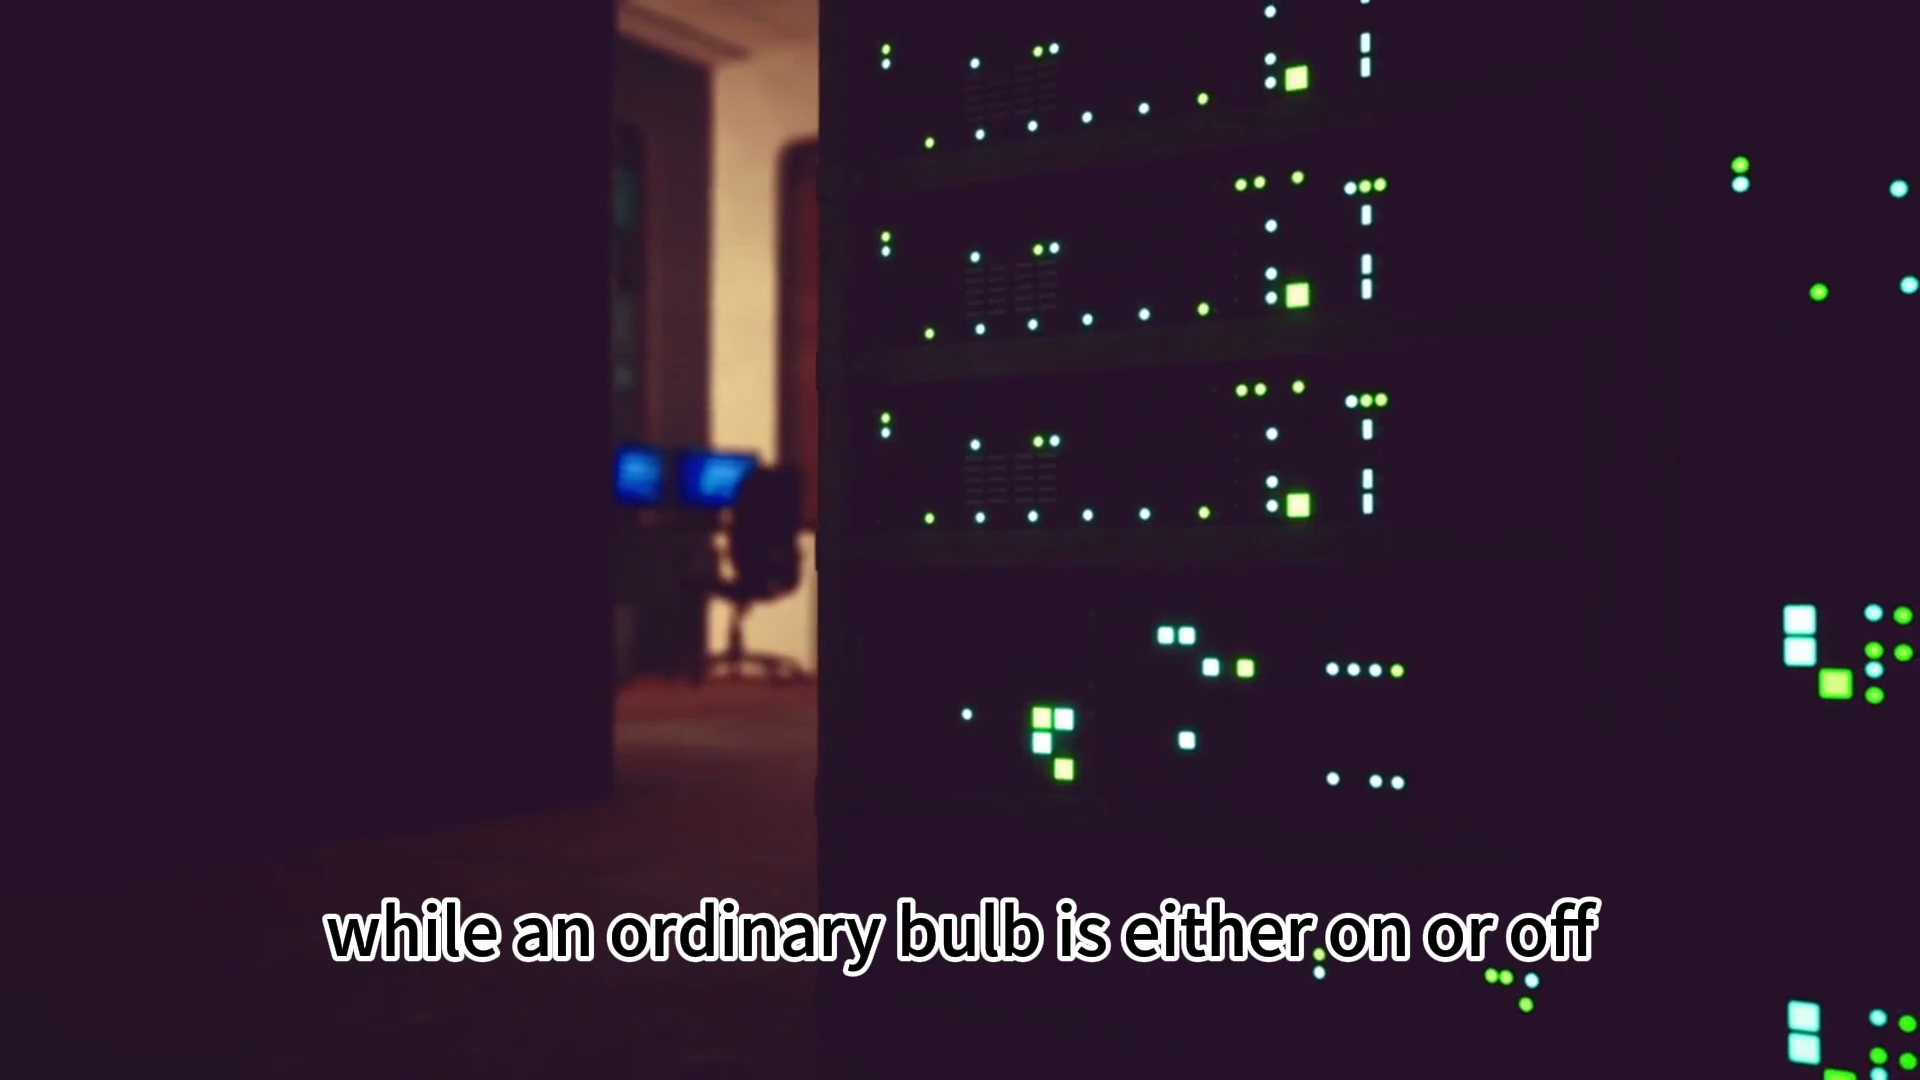 while an ordinary bulb is either on or off